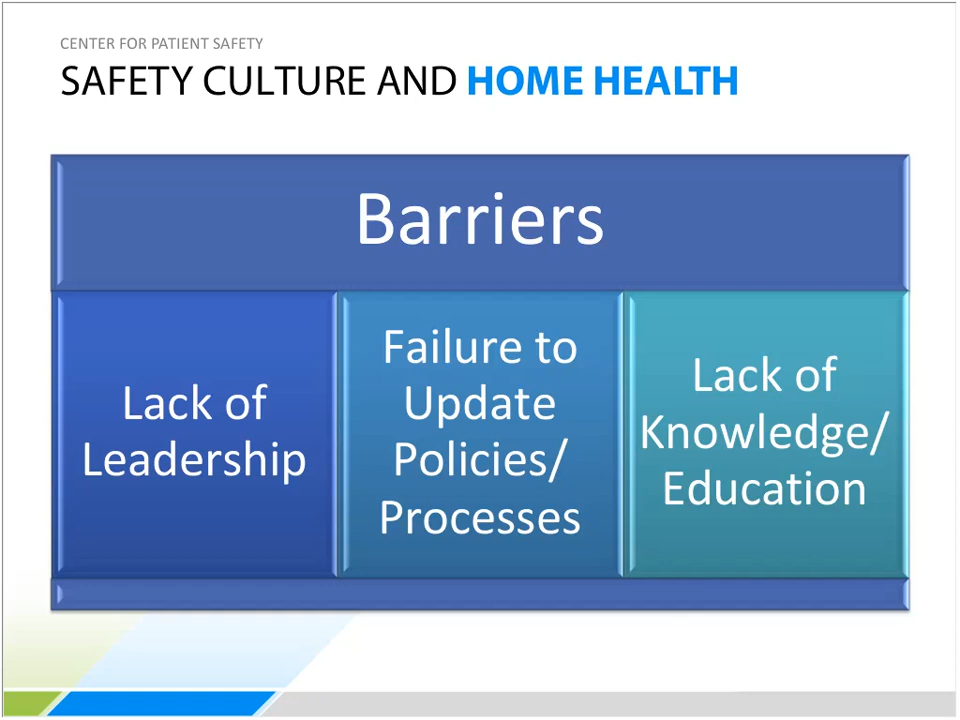 CENTER FOR PATIENT SAFETY
SAFETY CULTURE AND HOME HEALTH
Barriers
Lack of
Leadership
Failure to
Update
Policies/
Processes
Lack of
Knowledge/
Education